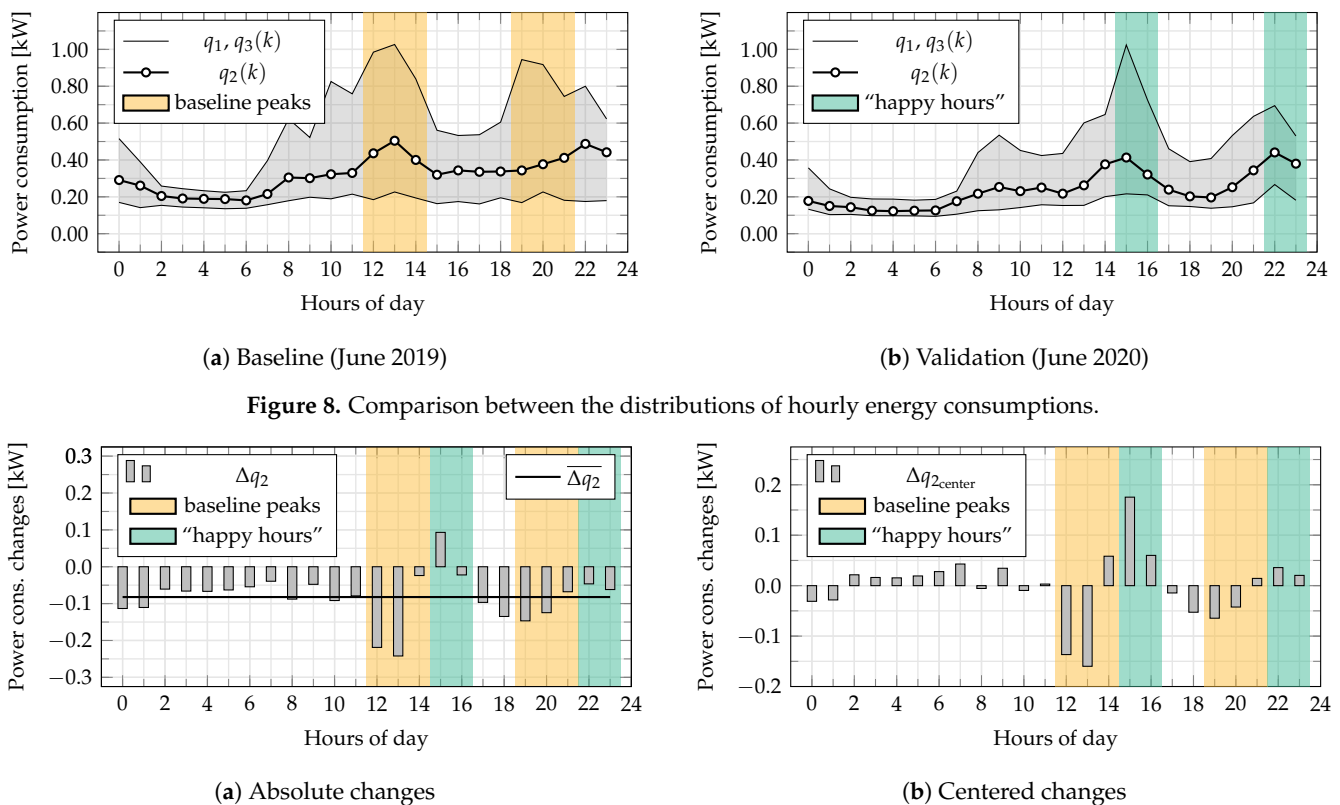 Power consumption [kW]
1.00
0.80
0.60
0.40
0.20
0.00
q₁, q₃(k)
q₂(k)
baseline peaks
0 2 4 6 8 10 12 14 16 18 20 22 24
Hours of day
(a) Baseline (June 2019)
Power consumption [kW]
1.00
0.80
0.60
0.40
0.20
0.00
q₁, q₃(k)
q₂(k)
“happy hours”
0 2 4 6 8 10 12 14 16 18 20 22 24
Hours of day
(b) Validation (June 2020)
Figure 8. Comparison between the distributions of hourly energy consumptions.
Power cons. changes [kW]
0.3
0.2
0.1
0.0
−0.1
−0.2
−0.3
Δq₂
baseline peaks
“happy hours”
Δq₂
0 2 4 6 8 10 12 14 16 18 20 22 24
Hours of day
(a) Absolute changes
Power cons. changes [kW]
0.2
0.1
0.0
−0.1
−0.2
Δq₂center
baseline peaks
“happy hours”
0 2 4 6 8 10 12 14 16 18 20 22 24
Hours of day
(b) Centered changes